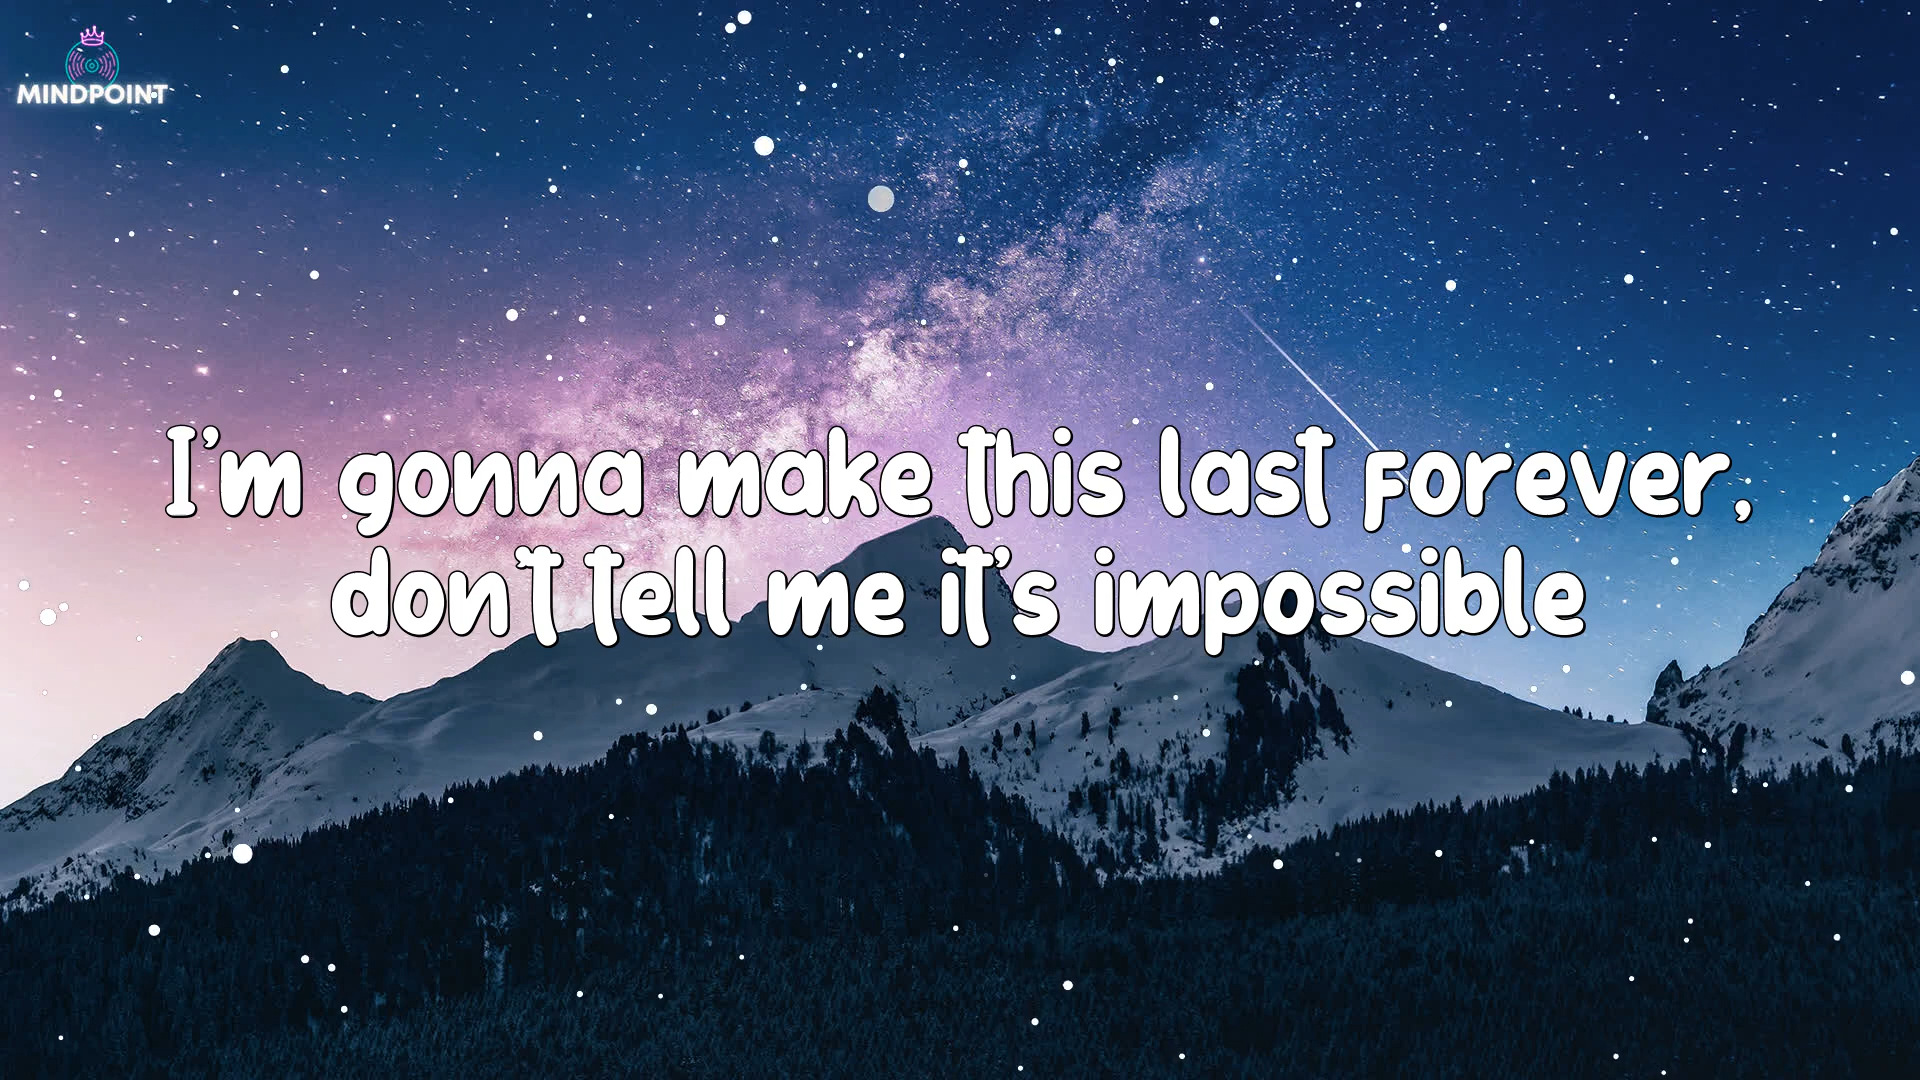 MINDPOINT
I'm gonna make this last forever,
don't tell me it's impossible